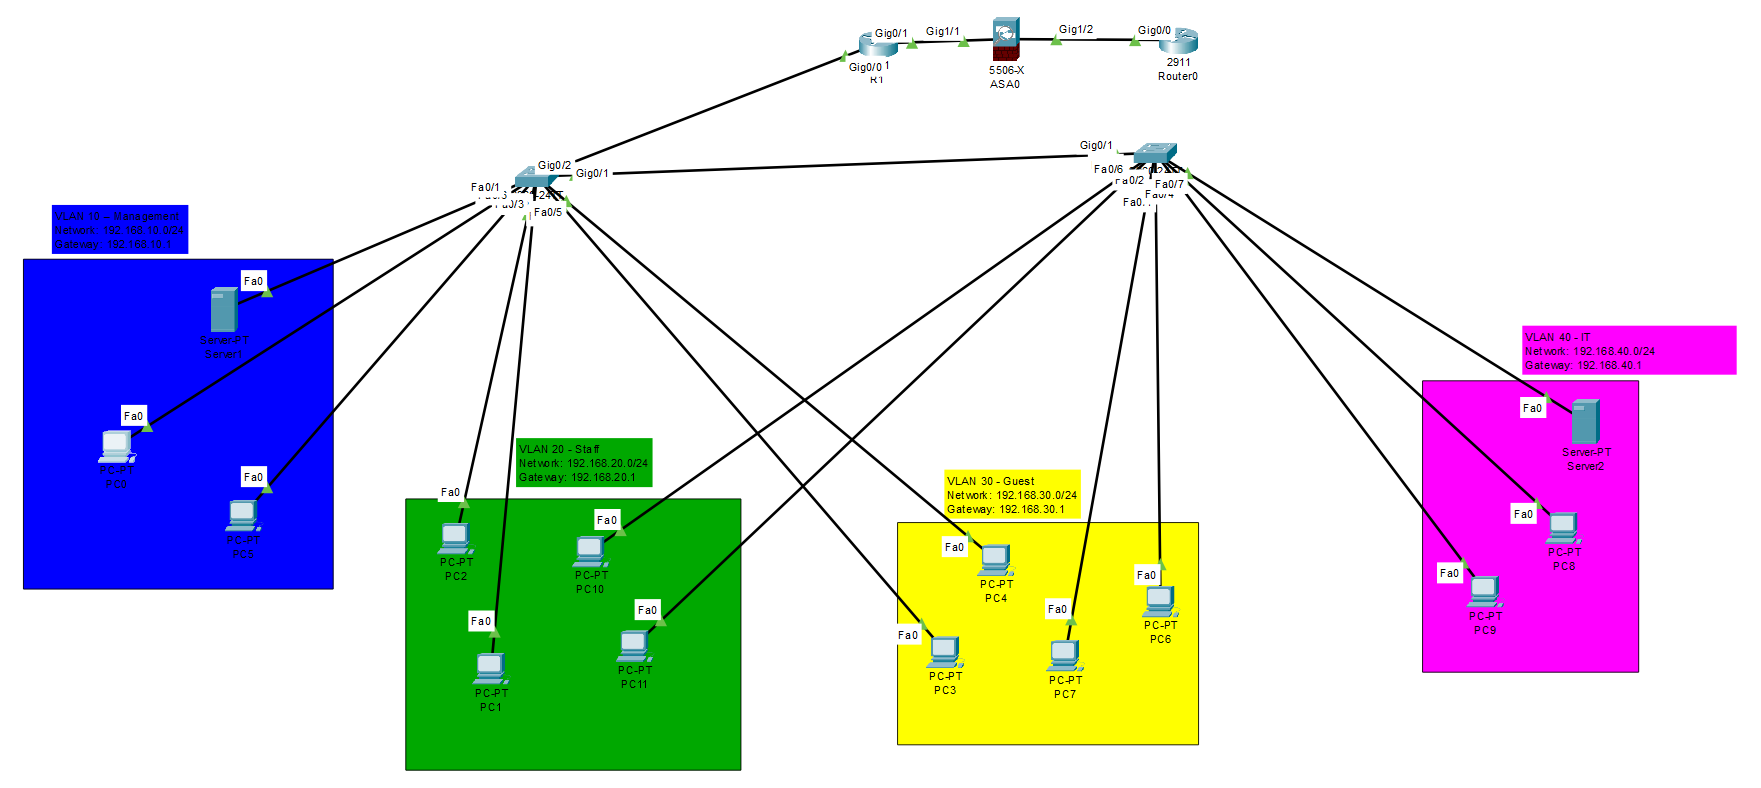 Gig0/1
Gig1/1
Gig1/2
Gig0/0
Gig0/0
R1
5506-X
ASA0
2911
Router0
Gig0/2
Gig0/1
Gig0/1
Fa0/1
Fa0/3
Fa0/5
Fa0/6
Fa0/2
Fa0/7
Fa0/4
VLAN 10 - Management
Network: 192.168.10.0/24
Gateway: 192.168.10.1
Fa0
Server-PT
Server1
Fa0
PC-PT
PC0
Fa0
PC-PT
PC5
VLAN 20 - Staff
Network: 192.168.20.0/24
Gateway: 192.168.20.1
Fa0
PC-PT
PC2
Fa0
PC-PT
PC10
Fa0
PC-PT
PC1
Fa0
PC-PT
PC11
VLAN 30 - Guest
Network: 192.168.30.0/24
Gateway: 192.168.30.1
Fa0
PC-PT
PC4
Fa0
PC-PT
PC3
Fa0
PC-PT
PC7
Fa0
PC-PT
PC6
VLAN 40 - IT
Network: 192.168.40.0/24
Gateway: 192.168.40.1
Fa0
Server-PT
Server2
Fa0
PC-PT
PC8
Fa0
PC-PT
PC9